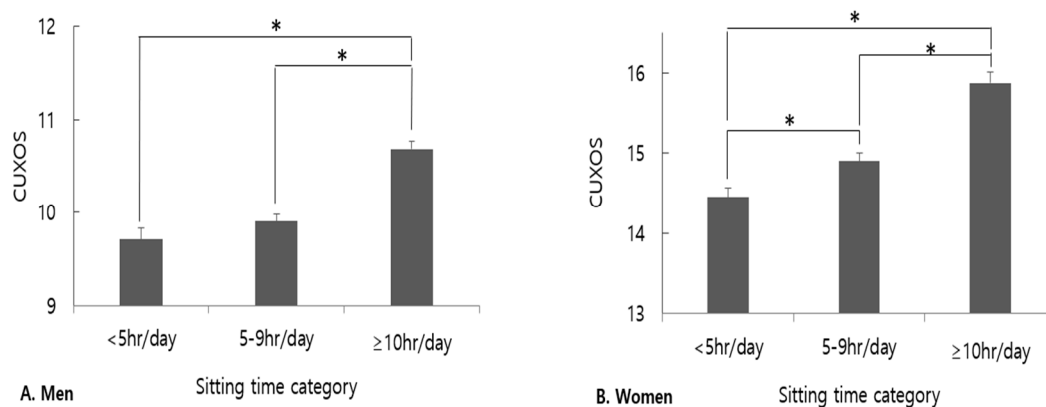 12
11
10
9
CUXOS
*
*
<5hr/day 5-9hr/day ≥10hr/day
A. Men Sitting time category
16
15
14
13
CUXOS
*
*
*
<5hr/day 5-9hr/day ≥10hr/day
B. Women Sitting time category